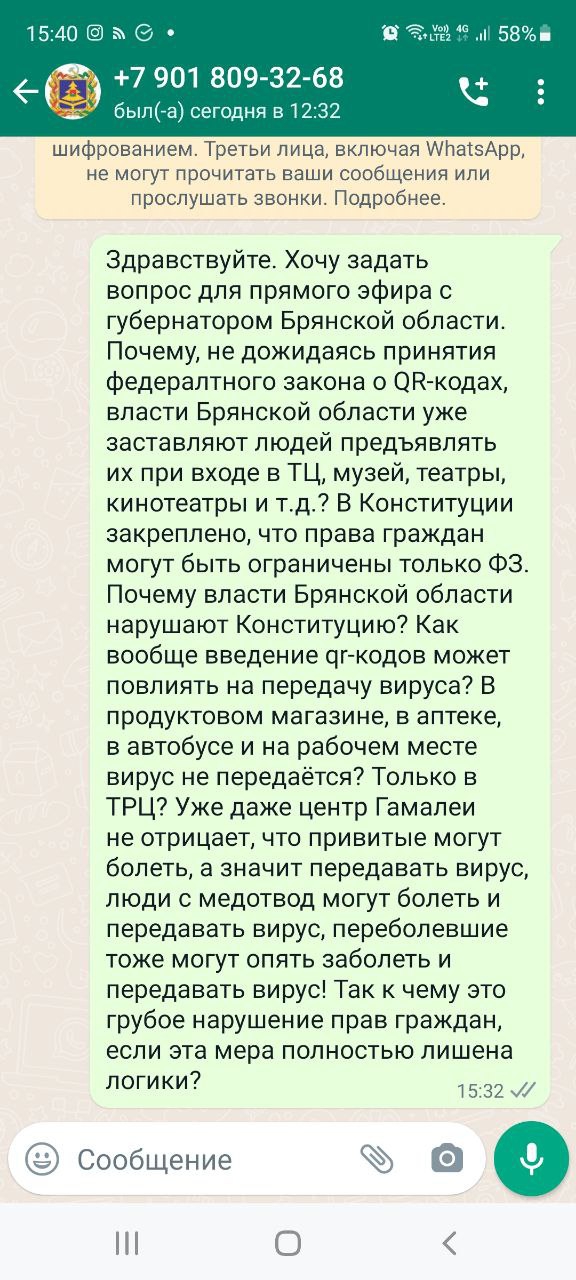 15:40 58%
Vo)) 4G
LTE2
+7 901 809-32-68
был(-а) сегодня в 12:32
шифрованием. Третьи лица, включая WhatsApp,
не могут прочитать ваши сообщения или
прослушать звонки. Подробнее.
Здравствуйте. Хочу задать
вопрос для прямого эфира с
губернатором Брянской области.
Почему, не дожидаясь принятия
федералтного закона о QR-кодах,
власти Брянской области уже
заставляют людей предъявлять
их при входе в ТЦ, музей, театры,
кинотеатры и т.д.? В Конституции
закреплено, что права граждан
могут быть ограничены только ФЗ.
Почему власти Брянской области
нарушают Конституцию? Как
вообще введение qr-кодов может
повлиять на передачу вируса? В
продуктовом магазине, в аптеке,
в автобусе и на рабочем месте
вирус не передаётся? Только в
ТРЦ? Уже даже центр Гамалеи
не отрицает, что привитые могут
болеть, а значит передавать вирус,
люди с медотвод могут болеть и
передавать вирус, переболевшие
тоже могут опять заболеть и
передавать вирус! Так к чему это
грубое нарушение прав граждан,
если эта мера полностью лишена
логики?
15:32
Сообщение